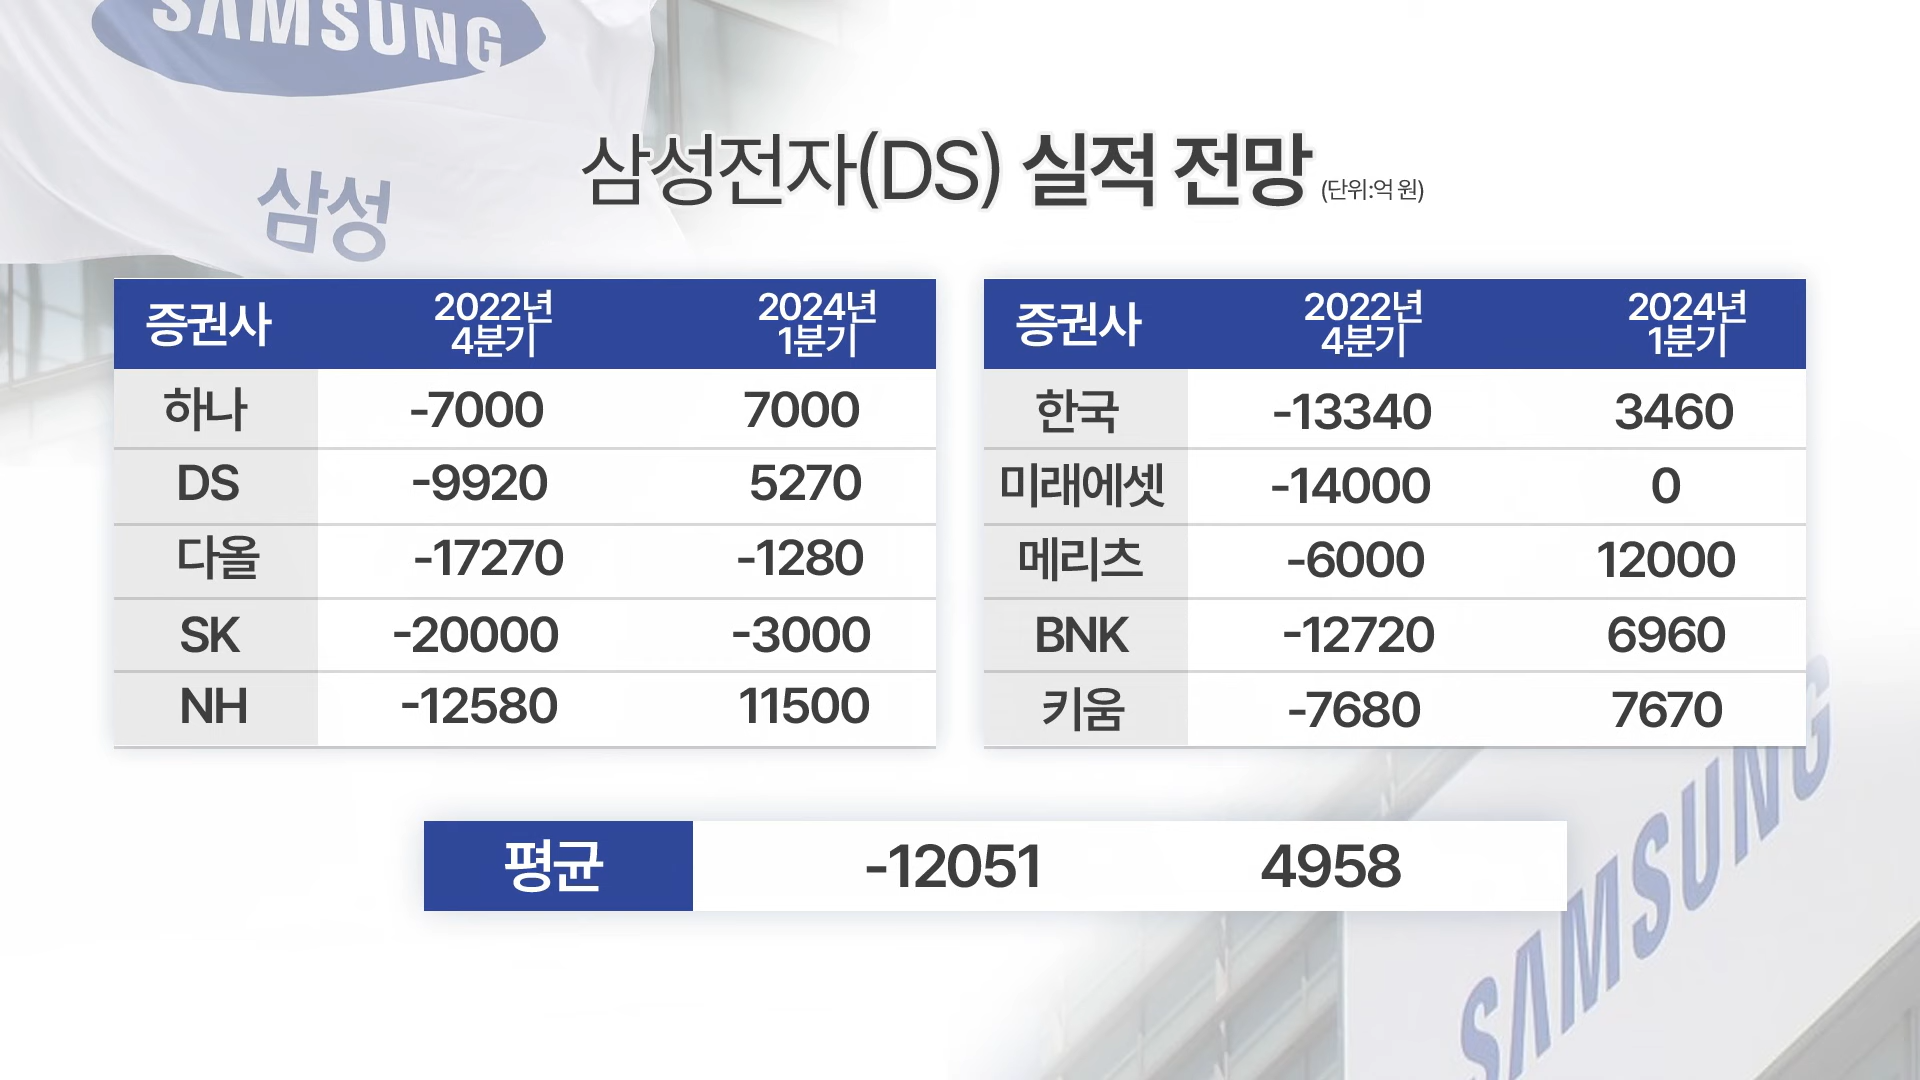 SAMSUNG
삼성
삼성전자(DS) 실적 전망 (단위:억 원)
증권사 2022년 4분기 2024년 1분기
하나 -7000 7000
DS -9920 5270
다올 -17270 -1280
SK -20000 -3000
NH -12580 11500
증권사 2022년 4분기 2024년 1분기
한국 -13340 3460
미래에셋 -14000 0
메리츠 -6000 12000
BNK -12720 6960
키움 -7680 7670
평균 -12051 4958
SAMSUNG